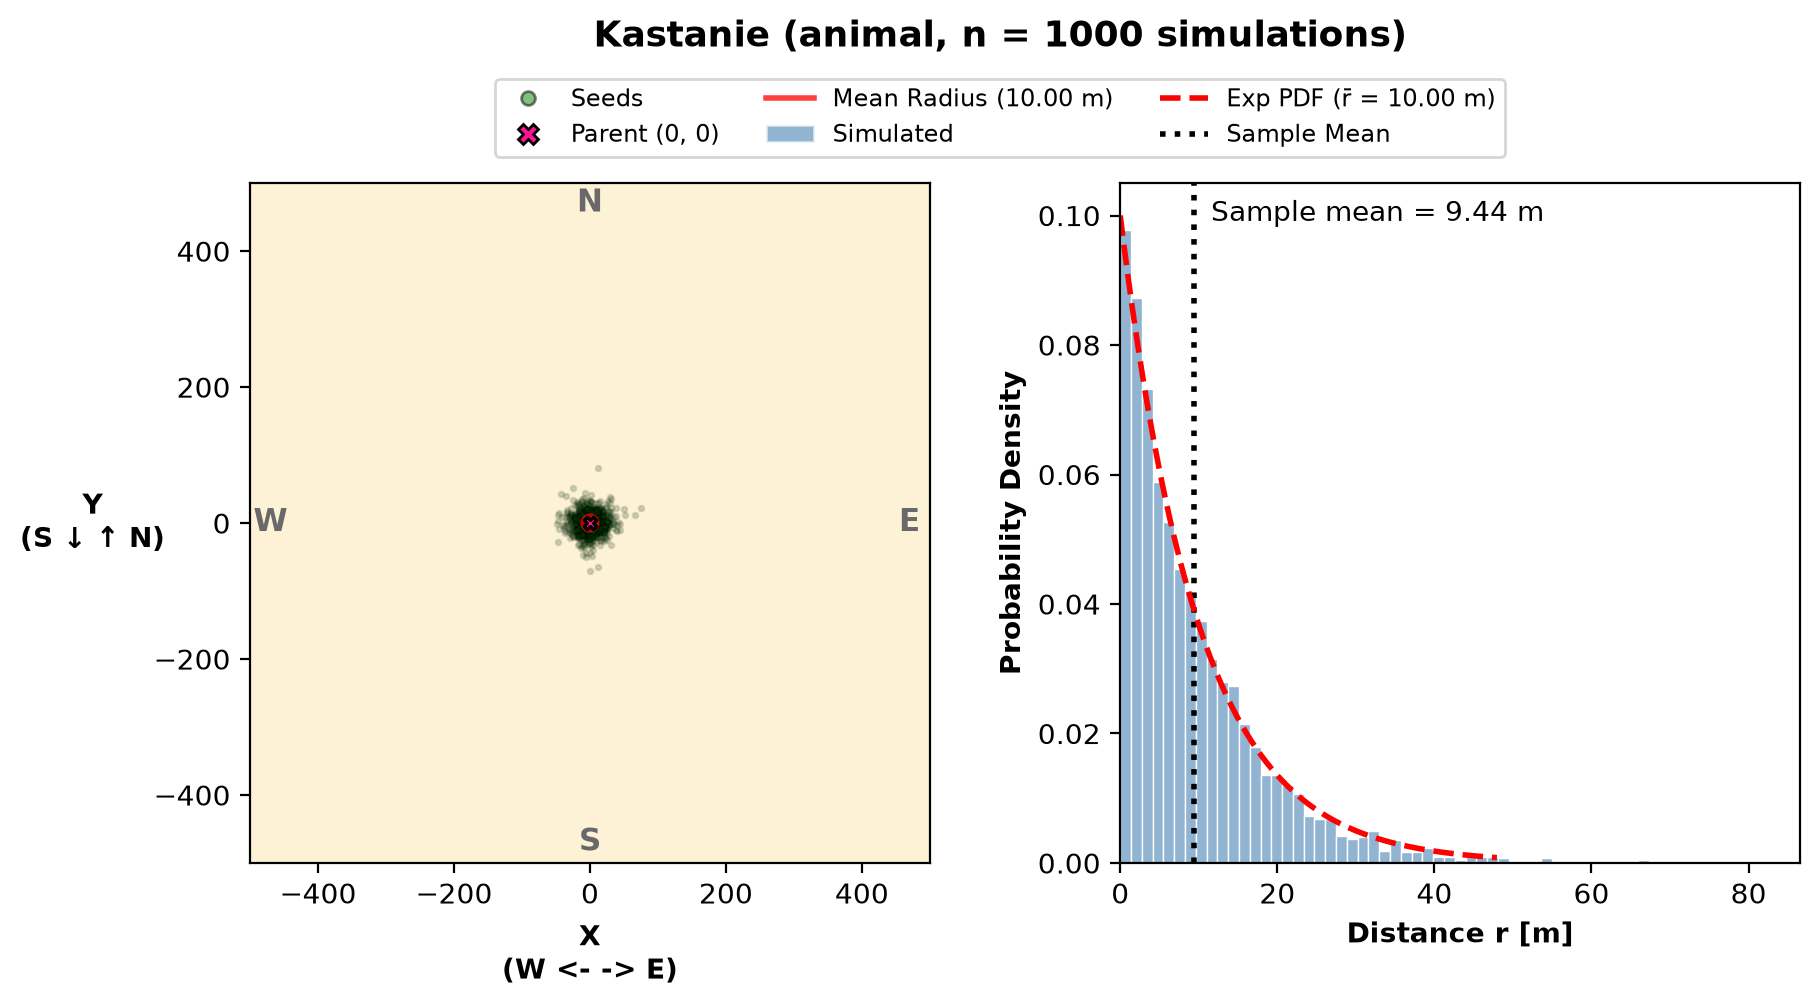 Kastanie (animal, n = 1000 simulations)
Seeds
Parent (0, 0)
Mean Radius (10.00 m)
Simulated
Exp PDF (r̄ = 10.00 m)
Sample Mean
N
W
E
S
400
200
0
−200
−400
Y
(S ↓ ↑ N)
−400
−200
0
200
400
X
(W <- -> E)
Sample mean = 9.44 m
0.10
0.08
0.06
0.04
0.02
0.00
Probability Density
0
20
40
60
80
Distance r [m]